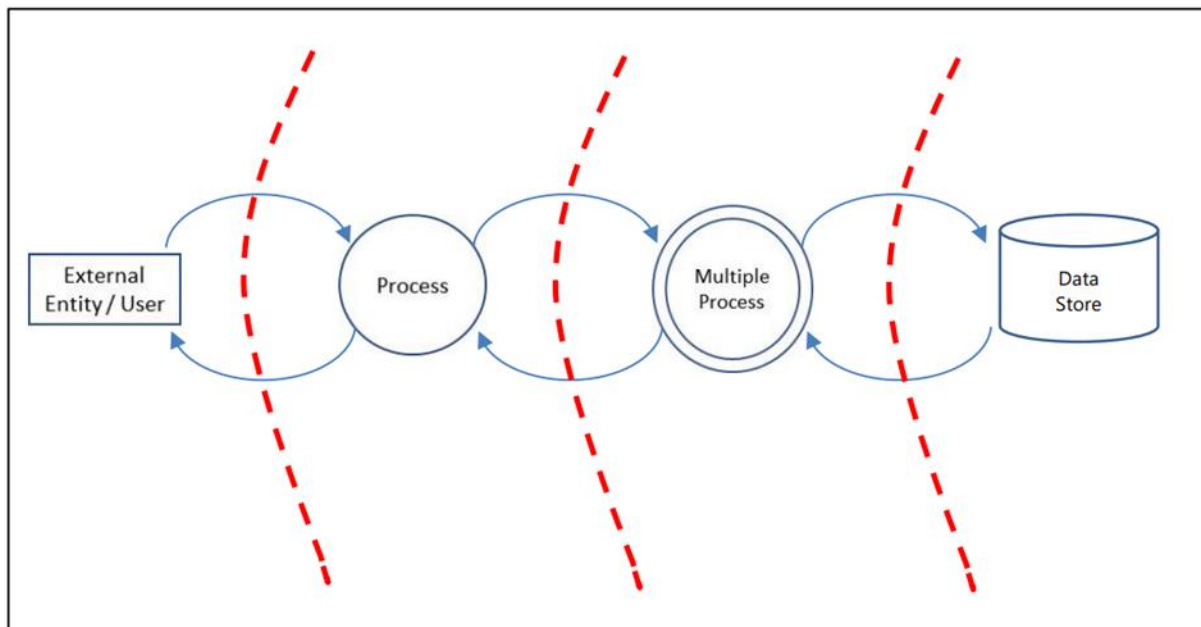 External
Entity / User
Process
Multiple
Process
Data
Store